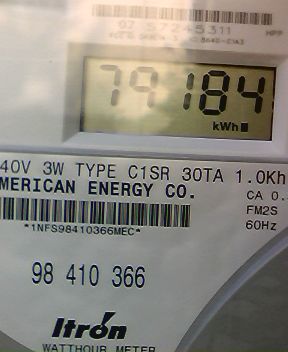 79184
kWh
40V 3W TYPE C1SR 30TA 1.0Kh
MERICAN ENERGY CO.
CA 0.
FM2S
*1NFS98410366MEC*
60Hz
98 410 366
Itrón
WATTHOUR METER